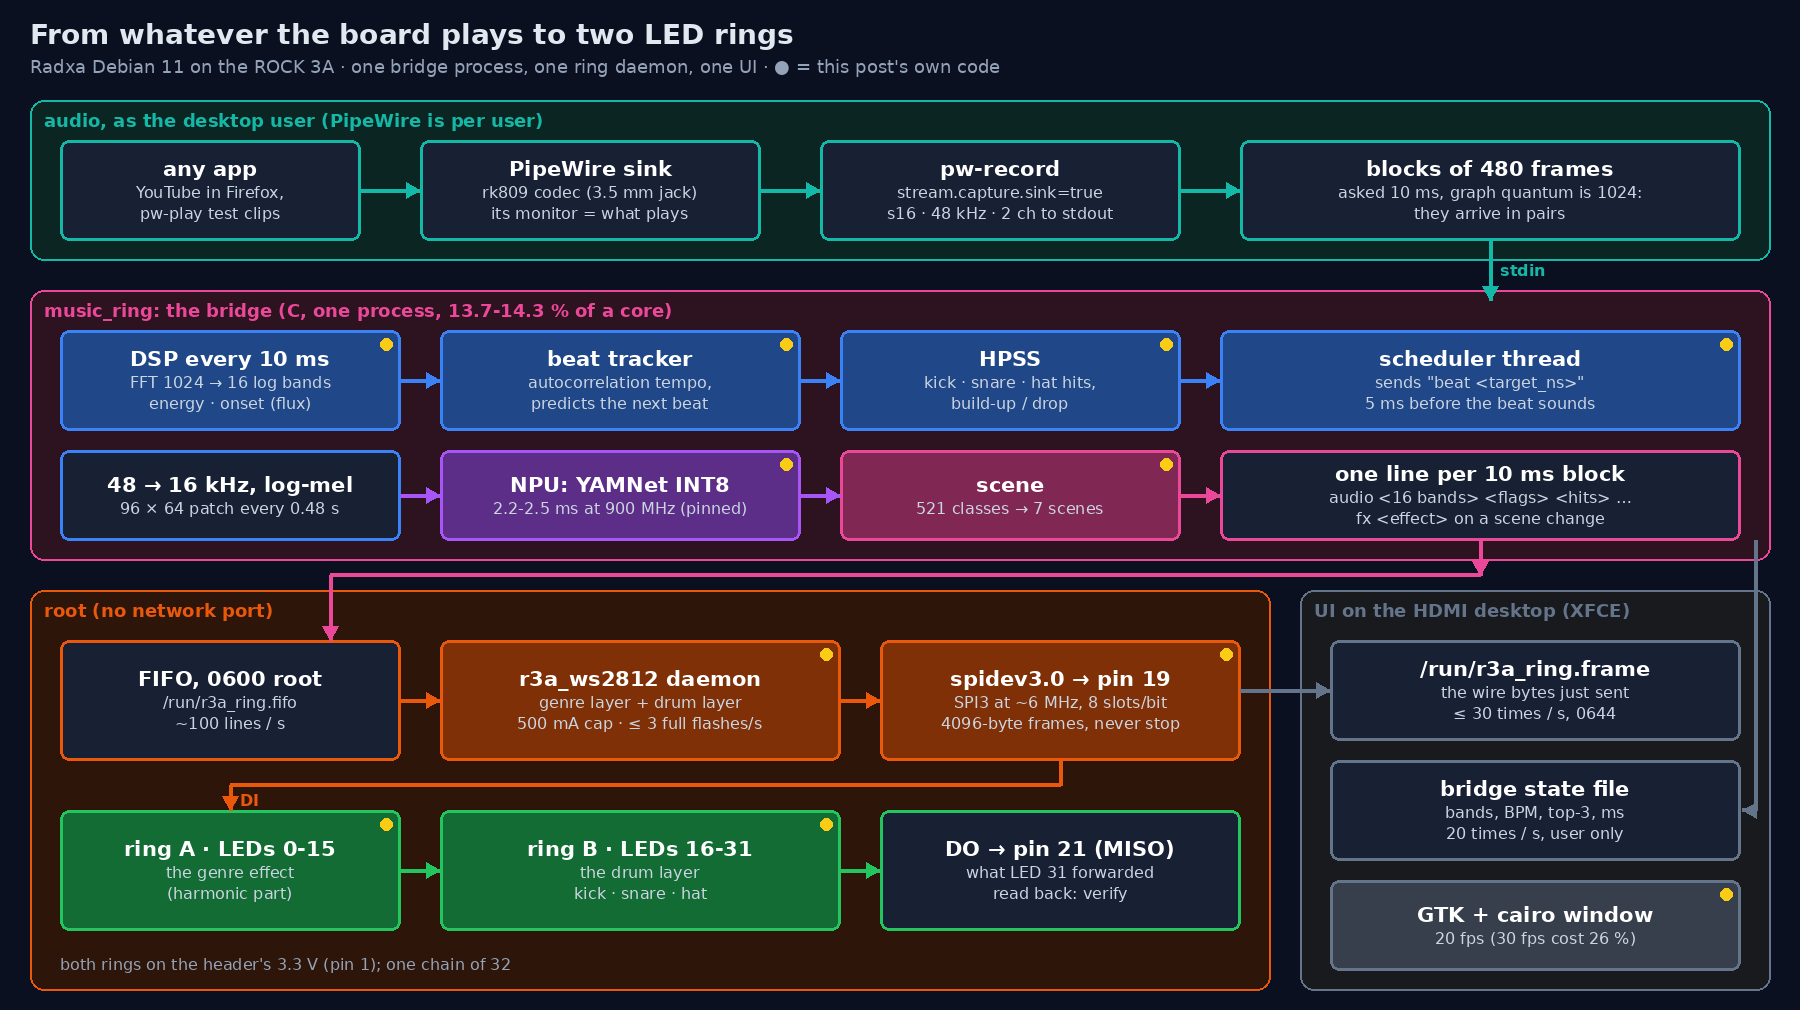 From whatever the board plays to two LED rings
Radxa Debian 11 on the ROCK 3A · one bridge process, one ring daemon, one UI · ● = this post's own code
audio, as the desktop user (PipeWire is per user)
any app
YouTube in Firefox,
pw-play test clips
PipeWire sink
rk809 codec (3.5 mm jack)
its monitor = what plays
pw-record
stream.capture.sink=true
s16 · 48 kHz · 2 ch to stdout
blocks of 480 frames
asked 10 ms, graph quantum is 1024:
they arrive in pairs
stdin
music_ring: the bridge (C, one process, 13.7-14.3 % of a core)
DSP every 10 ms
FFT 1024 → 16 log bands
energy · onset (flux)
beat tracker
autocorrelation tempo,
predicts the next beat
HPSS
kick · snare · hat hits,
build-up / drop
scheduler thread
sends "beat <target_ns>"
5 ms before the beat sounds
48 → 16 kHz, log-mel
96 × 64 patch every 0.48 s
NPU: YAMNet INT8
2.2-2.5 ms at 900 MHz (pinned)
scene
521 classes → 7 scenes
one line per 10 ms block
audio <16 bands> <flags> <hits> ...
fx <effect> on a scene change
root (no network port)
FIFO, 0600 root
/run/r3a_ring.fifo
~100 lines / s
r3a_ws2812 daemon
genre layer + drum layer
500 mA cap · ≤ 3 full flashes/s
spidev3.0 → pin 19
SPI3 at ~6 MHz, 8 slots/bit
4096-byte frames, never stop
DI
ring A · LEDs 0-15
the genre effect
(harmonic part)
ring B · LEDs 16-31
the drum layer
kick · snare · hat
DO → pin 21 (MISO)
what LED 31 forwarded
read back: verify
both rings on the header's 3.3 V (pin 1); one chain of 32
UI on the HDMI desktop (XFCE)
/run/r3a_ring.frame
the wire bytes just sent
≤ 30 times / s, 0644
bridge state file
bands, BPM, top-3, ms
20 times / s, user only
GTK + cairo window
20 fps (30 fps cost 26 %)